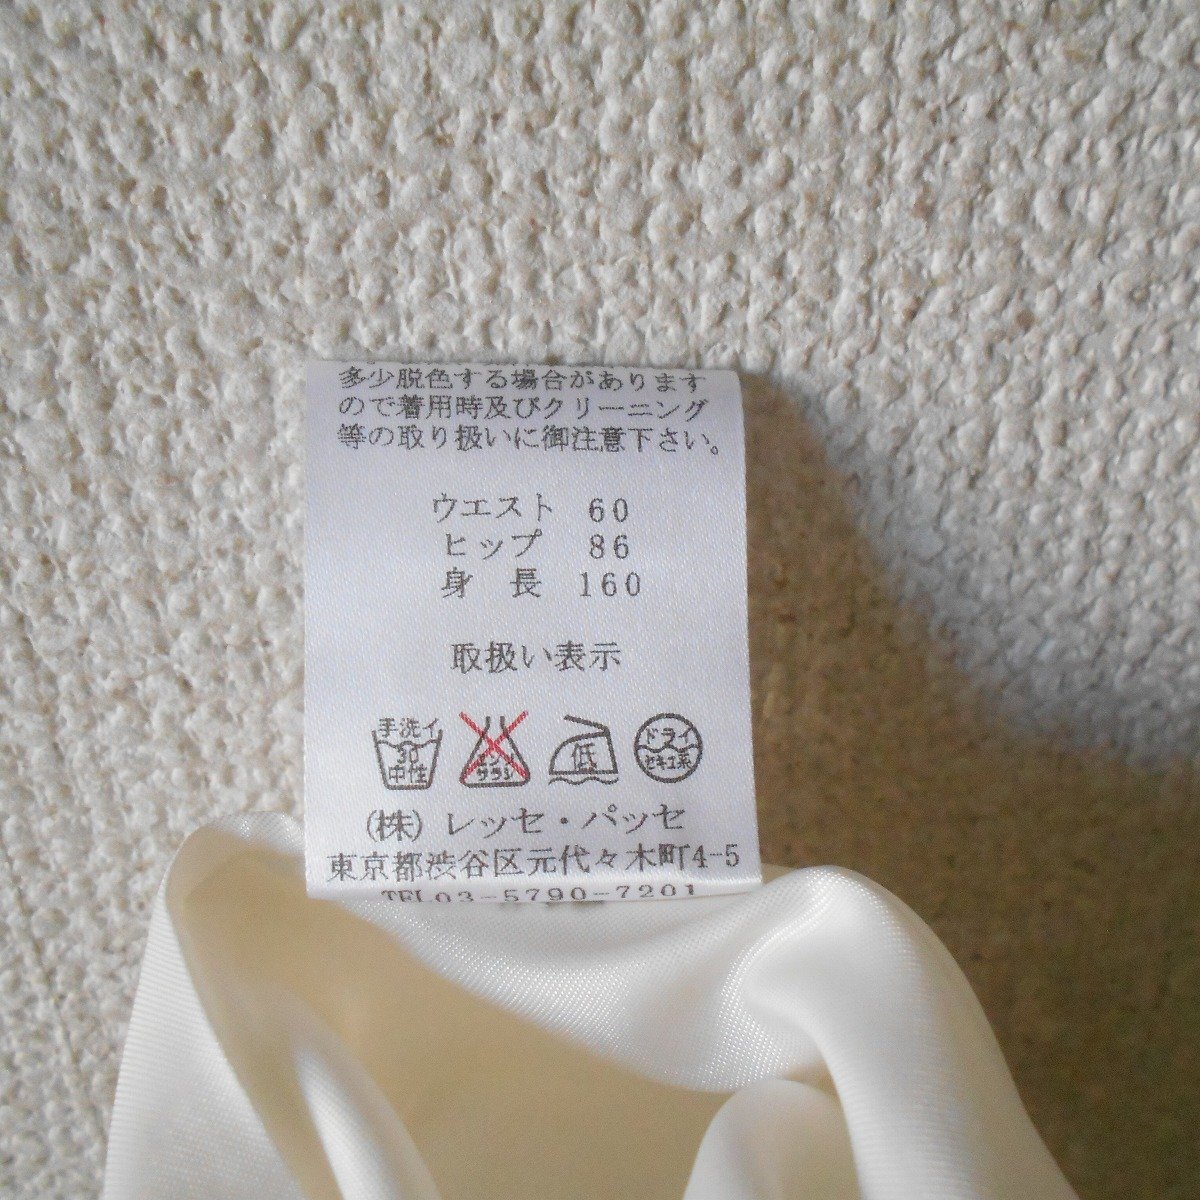 多少脱色する場合があります
ので着用時及びクリーニング
等の取り扱いに御注意下さい。
ウエスト 60
ヒップ 86
身 長 160
取扱い表示
手洗イ
30
中性
エンソ
サラシ
低
ドライ
セキユ系
(株) レッセ・パッセ
東京都渋谷区元代々木町4-5
TEL03-5790-7201